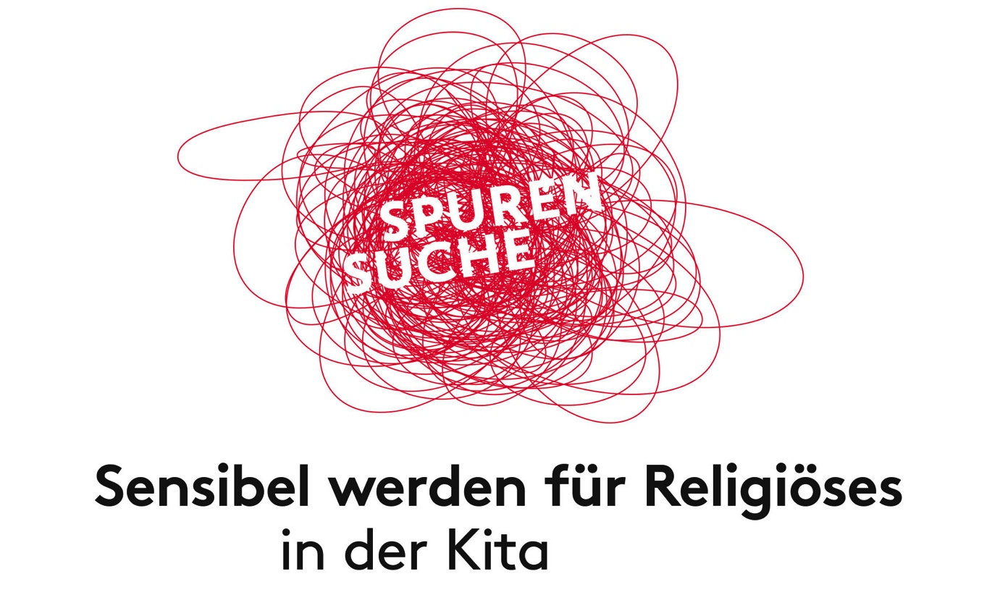 SPUREN
SUCHE
Sensibel werden für Religiöses
in der Kita